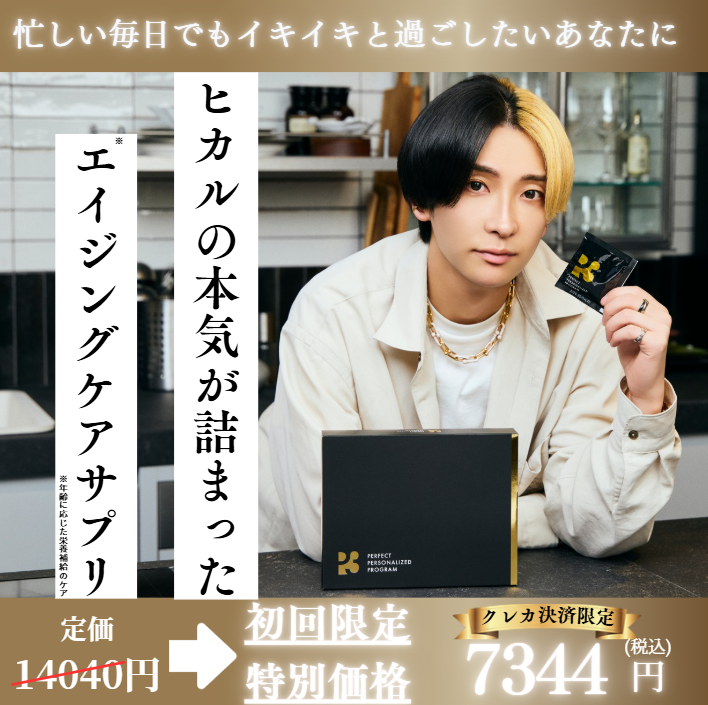 忙しい毎日でもイキイキと過ごしたいあなたに
ヒカルの本気が詰まった
※エイジングケアサプリ
※年齢に応じた栄養補給のケア
PERFECT
PERSONALIZED
PROGRAM
定価
14040円
初回限定
特別価格
クレカ決済限定
7344円
(税込)